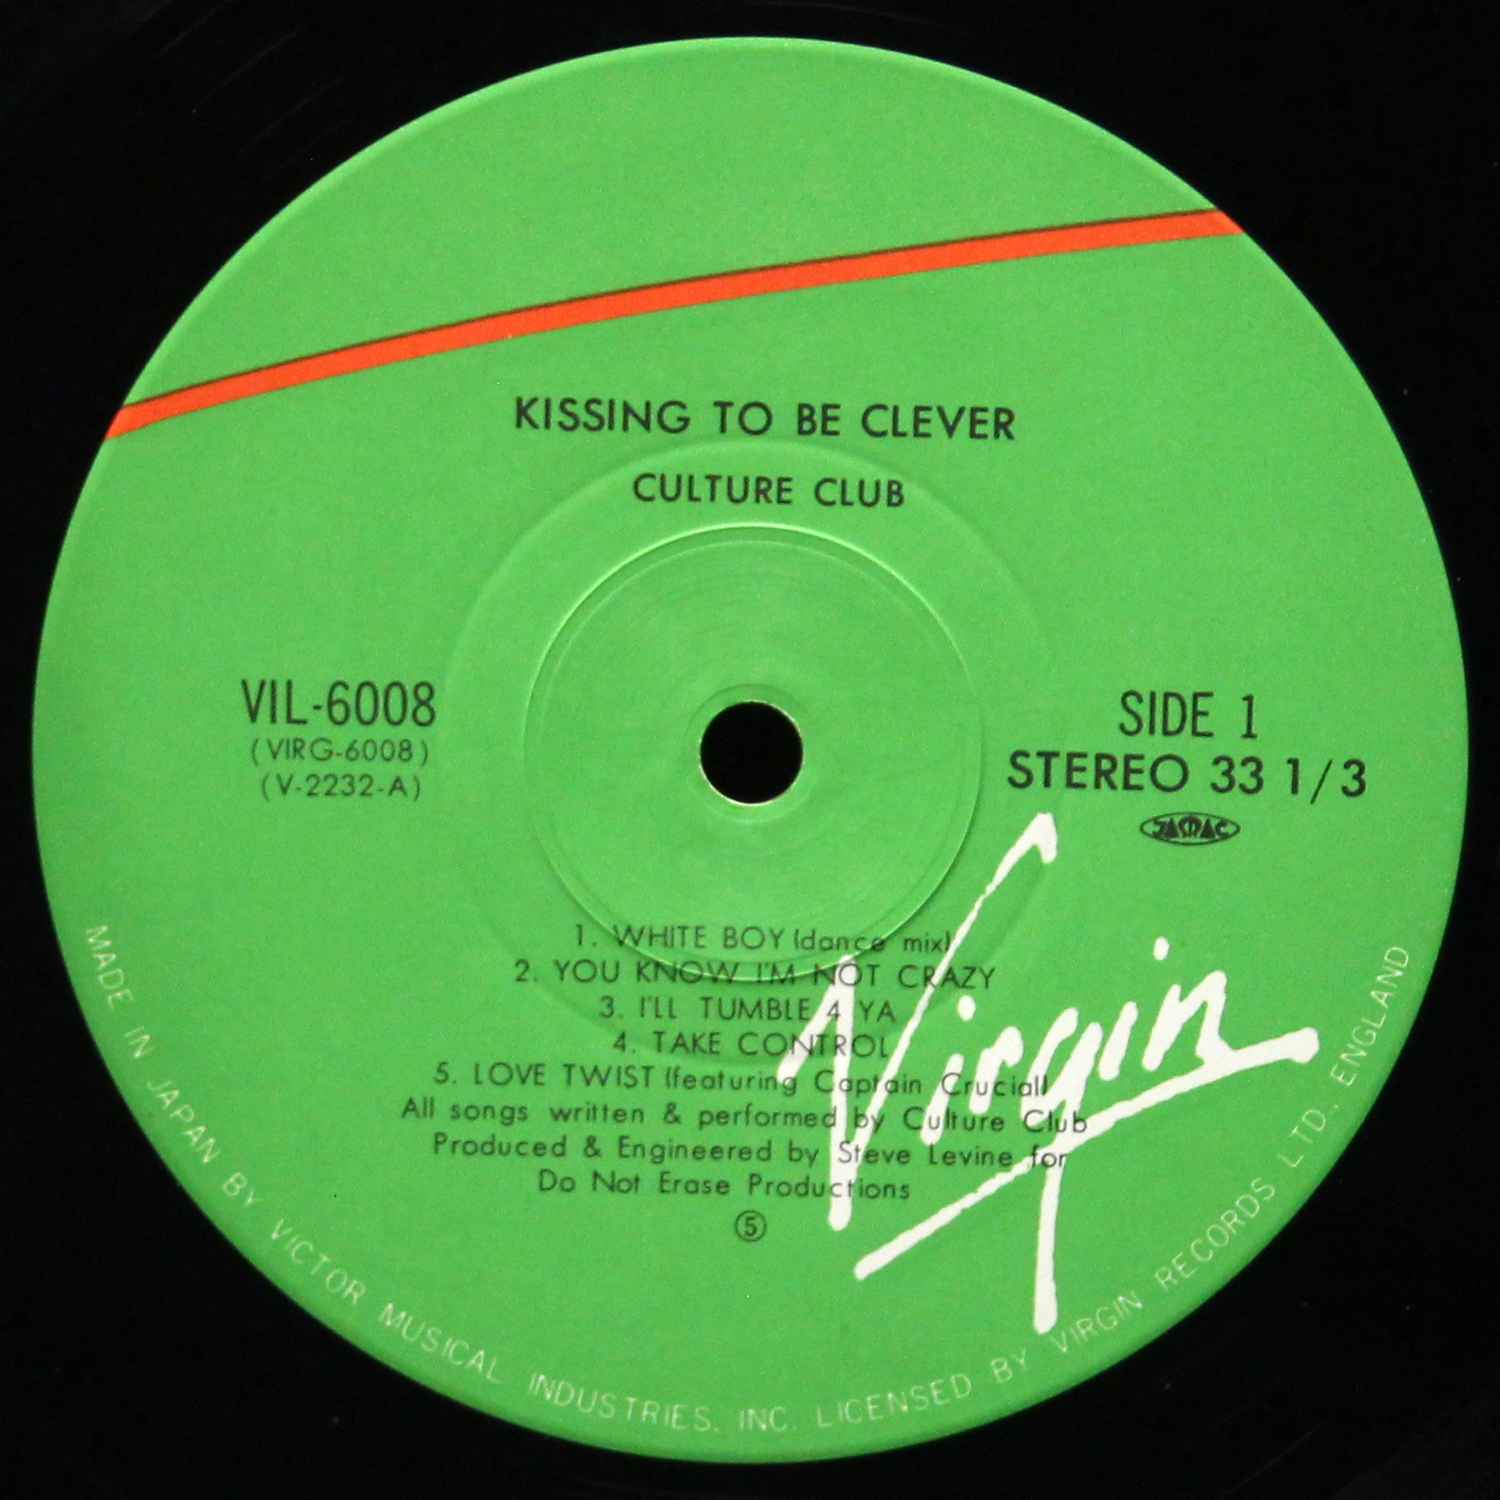 KISSING TO BE CLEVER
CULTURE CLUB
VIL-6008
(VIRG-6008)
(V-2232-A)
SIDE 1
STEREO 33 1/3
JASRAC
1. WHITE BOY (dance mix)
2. YOU KNOW I'M NOT CRAZY
3. I'LL TUMBLE 4 YA
4. TAKE CONTROL
5. LOVE TWIST (featuring Captain Crucial)
All songs written & performed by Culture Club
Produced & Engineered by Steve Levine for
Do Not Erase Productions
⑤
Virgin
MADE IN JAPAN BY VICTOR MUSICAL INDUSTRIES, INC. LICENSED BY VIRGIN RECORDS LTD. ENGLAND